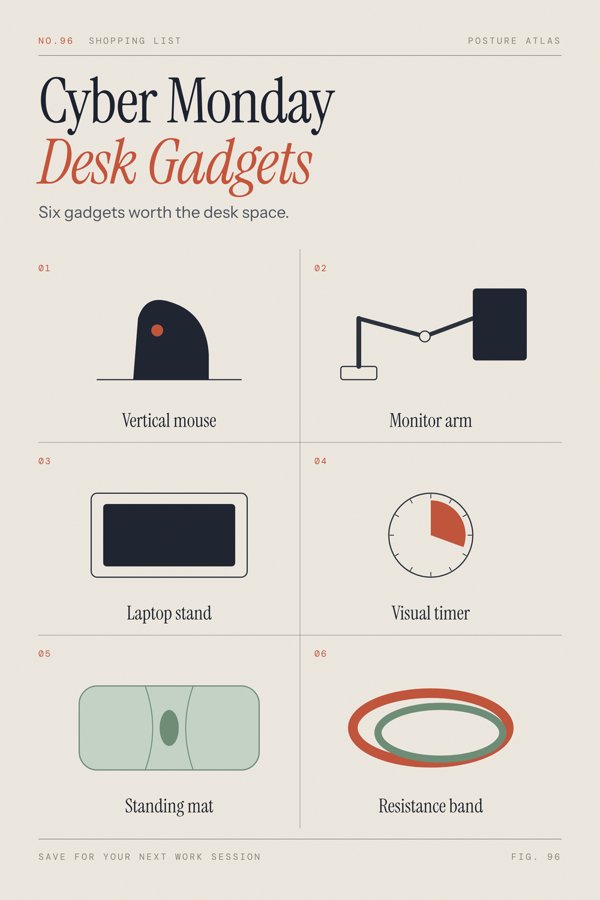 NO.96 SHOPPING LIST
POSTURE ATLAS
Cyber Monday
Desk Gadgets
Six gadgets worth the desk space.
01
02
Vertical mouse
Monitor arm
03
04
Laptop stand
Visual timer
05
06
Standing mat
Resistance band
SAVE FOR YOUR NEXT WORK SESSION
FIG. 96